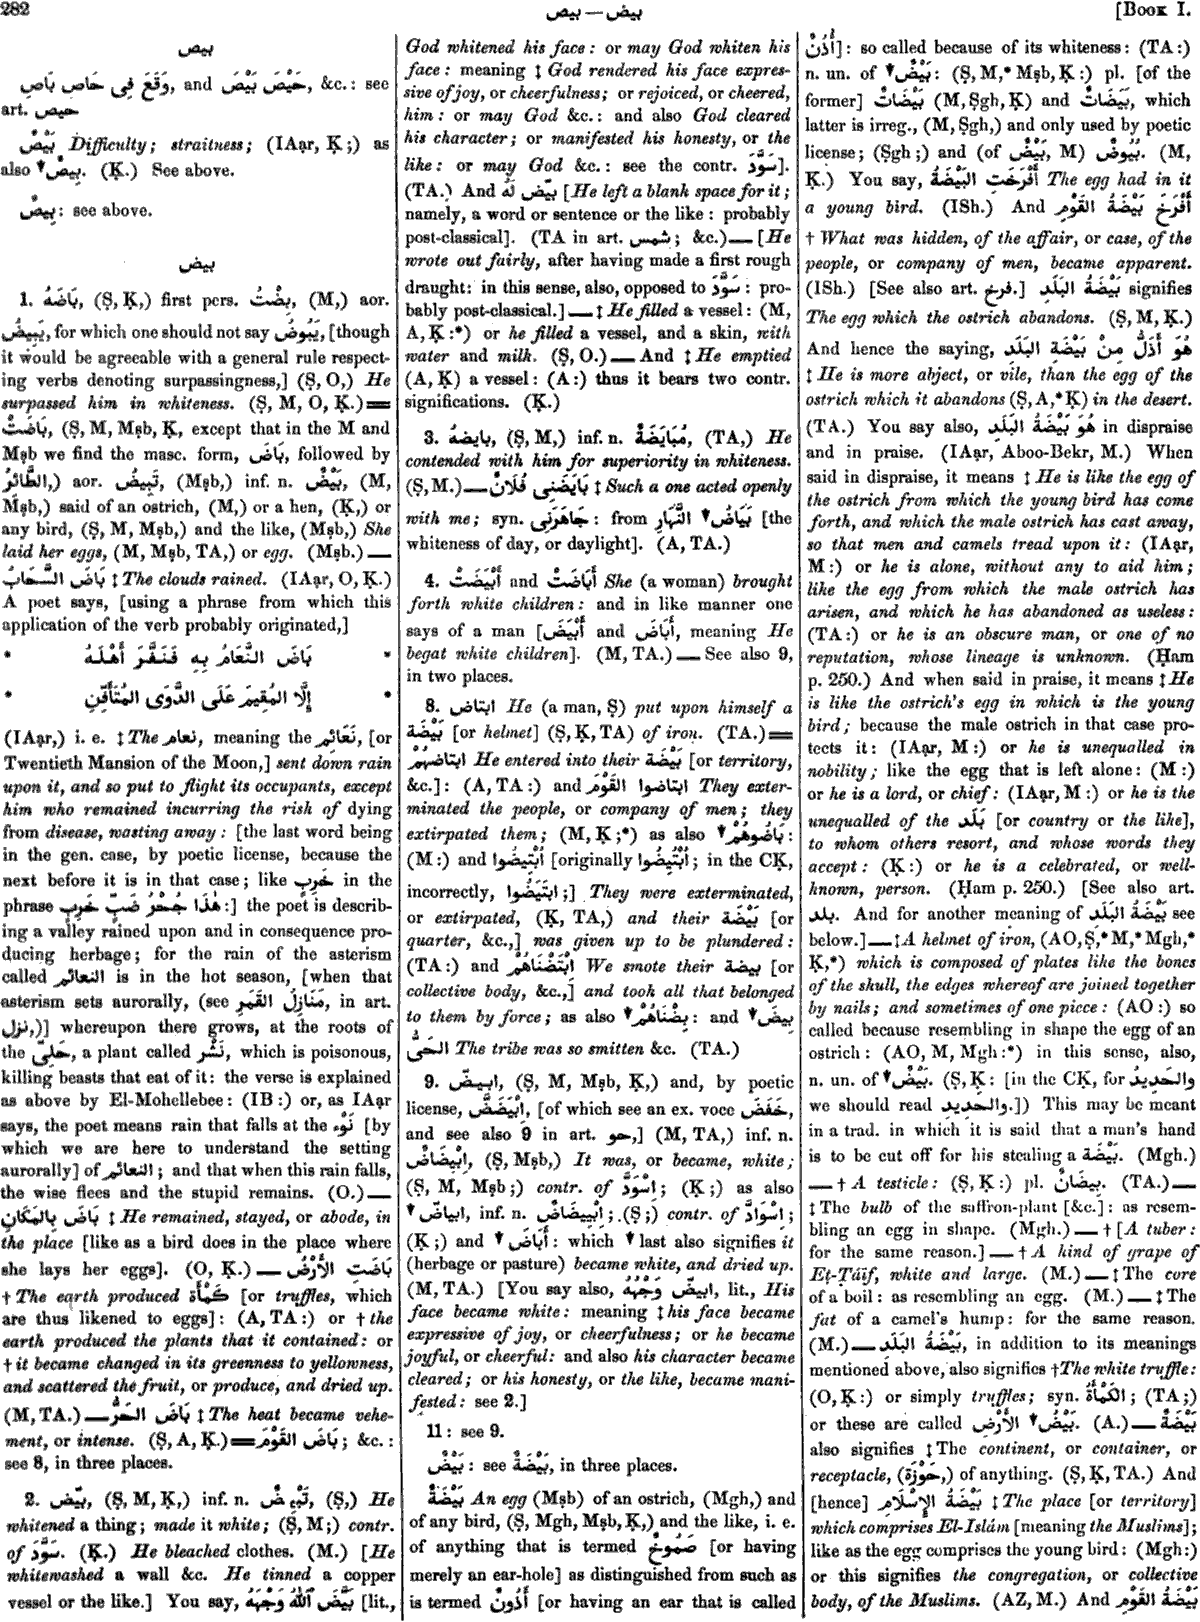 282
بيص — بيض
[Book I.
بيص
وَقَعَ فِى حَاصِ بَاصِ, and حَيْصَ بَيْصَ, &c.: see
art. حيص.
بَيْصٌ Difficulty; straitness; (IAạr, Ḳ;) as
also ▼ بِيصٌ. (Ḳ.) See above.
بِيصٌ: see above.
بيض
1. بَاضَهُ, (Ṣ, Ḳ,) first pers. بِضْتُ, (M,) aor.
يَبِيضُ, for which one should not say يَبُوضُ, [though
it would be agreeable with a general rule respect-
ing verbs denoting surpassingness,] (Ṣ, O,) He
surpassed him in whiteness. (Ṣ, M, O, Ḳ.)═
بَاضَتْ, (Ṣ, M, Mṣb, Ḳ, except that in the M and
Mṣb we find the masc. form, بَاضَ, followed by
الطَّائِرُ,) aor. تَبِيضُ, (Mṣb,) inf. n. بَيْضٌ, (M,
Mṣb,) said of an ostrich, (M,) or a hen, (Ḳ,) or
any bird, (Ṣ, M, Mṣb,) and the like, (Mṣb,) She
laid her eggs, (M, Mṣb, TA,) or egg. (Mṣb.) —
بَاضَ السَّحَابُ ‡ The clouds rained. (IAạr, O, Ḳ.)
A poet says, [using a phrase from which this
application of the verb probably originated,]
* بَاضَ النَّعَامُ بِهِ فَنَفَّرَ أَهْلَهُ *
* إِلَّا المُقِيمَ عَلَى الدَّوَى المُتَأَفِّنِ *
(IAạr,) i. e. ‡ The نعام, meaning the نَعَائِم, [or
Twentieth Mansion of the Moon,] sent down rain
upon it, and so put to flight its occupants, except
him who remained incurring the risk of dying
from disease, wasting away: [the last word being
in the gen. case, by poetic license, because the
next before it is in that case; like خَرِبٍ in the
phrase هٰذَا جُحْرُ ضَبٍّ خَرِبٍ:] the poet is describ-
ing a valley rained upon and in consequence pro-
ducing herbage; for the rain of the asterism
called النعائم is in the hot season, [when that
asterism sets aurorally, (see مَنَازِلُ القَمَرِ, in art.
نزل,)] whereupon there grows, at the roots of
the حَلِىّ, a plant called نَشْر, which is poisonous,
killing beasts that eat of it: the verse is explained
as above by El-Mohellebee: (IB:) or, as IAạr
says, the poet means rain that falls at the نَوْء [by
which we are here to understand the setting
aurorally] of النعائم; and that when this rain falls,
the wise flees and the stupid remains. (O.) —
بَاضَ بِالمَكَانِ ‡ He remained, stayed, or abode, in
the place [like as a bird does in the place where
she lays her eggs]. (O, Ḳ.) — بَاضَتِ الأَرْضُ
† The earth produced كَمْأَة [or truffles, which
are thus likened to eggs]: (A, TA:) or † the
earth produced the plants that it contained: or
† it became changed in its greenness to yellowness,
and scattered the fruit, or produce, and dried up.
(M, TA.) — بَاضَ الحَرُّ ‡ The heat became vehe-
ment, or intense. (Ṣ, A, Ḳ.)═بَاضَ القَوْمَ; &c.:
see 8, in three places.
2. بيّض, (Ṣ, M, Ḳ,) inf. n. تَبْيِيضٌ, (Ṣ,) He
whitened a thing; made it white; (Ṣ, M;) contr.
of سَوَّدَ. (Ḳ.) He bleached clothes. (M.) [He
whitewashed a wall &c. He tinned a copper
vessel or the like.] You say, بَيَّضَ ٱللّٰهُ وَجْهَهُ [lit.,
God whitened his face: or may God whiten his
face: meaning ‡ God rendered his face expres-
sive of joy, or cheerfulness; or rejoiced, or cheered,
him: or may God &c.: and also God cleared
his character; or manifested his honesty, or the
like: or may God &c.: see the contr. سَوَّدَ].
(TA.) And بيّض لَهُ [He left a blank space for it;
namely, a word or sentence or the like: probably
post-classical]. (TA in art. شمس; &c.) — [He
wrote out fairly, after having made a first rough
draught: in this sense, also, opposed to سَوَّدَ: pro-
bably post-classical.] — ‡ He filled a vessel: (M,
A, Ḳ:*) or he filled a vessel, and a skin, with
water and milk. (Ṣ, O.) — And ‡ He emptied
(A, Ḳ) a vessel: (A:) thus it bears two contr.
significations. (Ḳ.)
3. بايضهُ, (Ṣ, M,) inf. n. مُبَايَضَةٌ, (TA,) He
contended with him for superiority in whiteness.
(Ṣ, M.) — بَايَضَنِى فُلَانٌ ‡ Such a one acted openly
with me; syn. جَاهَرَنِى: from بَيَاضُ▼ النَّهَارِ [the
whiteness of day, or daylight]. (A, TA.)
4. أَبَاضَتْ and أَبْيَضَتْ She (a woman) brought
forth white children: and in like manner one
says of a man [أَبْيَضَ and أَبَاضَ, meaning He
begat white children]. (M, TA.) — See also 9,
in two places.
8. ابتاض He (a man, Ṣ) put upon himself a
بَيْضَة [or helmet] (Ṣ, Ḳ, TA) of iron. (TA.)═
ابتاضهُمْ He entered into their بَيْضَة [or territory,
&c.]: (A, TA:) and ابتاضوا القَوْمَ They exter-
minated the people, or company of men; they
extirpated them; (M, Ḳ;*) as also ▼ بَاضُوهُمْ:
(M:) and اُبْتِيضُوا [originally اُبْتُيِضُوا; in the CḲ,
incorrectly, ابتَيَضُوا;] They were exterminated,
or extirpated, (Ḳ, TA,) and their بَيْضَة [or
quarter, &c.,] was given up to be plundered:
(TA:) and اِبْتَضْنَاهُمْ We smote their بيضة [or
collective body, &c.,] and took all that belonged
to them by force; as also ▼ بِضْنَاهُمْ: and ▼ بِيضَ
الحَىُّ The tribe was so smitten &c. (TA.)
9. ابيضّ, (Ṣ, M, Mṣb, Ḳ,) and, by poetic
license, اِبْيَضَضَّ, [of which see an ex. voce خَفَضَ,
and see also 9 in art. حو,] (M, TA,) inf. n.
اِبْيِضَاضٌ, (Ṣ, Mṣb,) It was, or became, white;
(Ṣ, M, Mṣb;) contr. of اِسْوَدَّ; (Ḳ;) as also
▼ ابياضّ, inf. n. اِبْيِيضَاضٌ; (Ṣ;) contr. of اِسْوَادَّ;
(Ḳ;) and ▼ أَبَاضَ: which ▼ last also signifies it
(herbage or pasture) became white, and dried up.
(M, TA.) [You say also, ابيضّ وَجْهُهُ, lit., His
face became white: meaning ‡ his face became
expressive of joy, or cheerfulness; or he became
joyful, or cheerful: and also his character became
cleared; or his honesty, or the like, became mani-
fested: see 2.]
11: see 9.
بَيْضٌ: see بَيْضَةٌ, in three places.
بَيْضَةٌ An egg (Mṣb) of an ostrich, (Mgh,) and
of any bird, (Ṣ, Mgh, Mṣb, Ḳ,) and the like, i. e.
of anything that is termed صَمُوخٌ [or having
merely an ear-hole] as distinguished from such as
is termed أَذُونٌ [or having an ear that is called
أُذُنٌ]: so called because of its whiteness: (TA:)
n. un. of ▼ بَيْضٌ: (Ṣ, M,* Mṣb, Ḳ:) pl. [of the
former] بَيْضَاتٌ (M, Ṣgh, Ḳ) and بَيَضَاتٌ, which
latter is irreg., (M, Ṣgh,) and only used by poetic
license; (Ṣgh;) and (of بَيْضٌ, M) بُيُوضٌ. (M,
Ḳ.) You say, أَفْرَخَتِ البَيْضَةُ The egg had in it
a young bird. (ISh.) And أَفْرَخَ بَيْضَةُ القَوْمِ
† What was hidden, of the affair, or case, of the
people, or company of men, became apparent.
(ISh.) [See also art. فرخ.] بَيْضَةُ البَلَدِ signifies
The egg which the ostrich abandons. (Ṣ, M, Ḳ.)
And hence the saying, هُوَ أَذَلُّ مِنْ بَيْضَةِ البَلَدِ
‡ He is more abject, or vile, than the egg of the
ostrich which it abandons (Ṣ, A,* Ḳ) in the desert.
(TA.) You say also, هُوَ بَيْضَةُ البَلَدِ in dispraise
and in praise. (IAạr, Aboo-Bekr, M.) When
said in dispraise, it means ‡ He is like the egg of
the ostrich from which the young bird has come
forth, and which the male ostrich has cast away,
so that men and camels tread upon it: (IAạr,
M:) or he is alone, without any to aid him;
like the egg from which the male ostrich has
arisen, and which he has abandoned as useless:
(TA:) or he is an obscure man, or one of no
reputation, whose lineage is unknown. (Ḥam
p. 250.) And when said in praise, it means ‡ He
is like the ostrich's egg in which is the young
bird; because the male ostrich in that case pro-
tects it: (IAạr, M:) or he is unequalled in
nobility; like the egg that is left alone: (M:)
or he is a lord, or chief: (IAạr, M:) or he is the
unequalled of the بَلَد [or country or the like],
to whom others resort, and whose words they
accept: (Ḳ:) or he is a celebrated, or well-
known, person. (Ḥam p. 250.) [See also art.
بلد. And for another meaning of بَيْضَةُ البَلَدِ see
below.] — ‡ A helmet of iron, (AO, Ṣ,* M,* Mgh,*
Ḳ,*) which is composed of plates like the bones
of the skull, the edges whereof are joined together
by nails; and sometimes of one piece: (AO:) so
called because resembling in shape the egg of an
ostrich: (AO, M, Mgh:*) in this sense, also,
n. un. of ▼ بَيْضٌ. (Ṣ, Ḳ: [in the CḲ, for والحَدِيدُ
we should read والحَدِيدِ.]) This may be meant
in a trad. in which it is said that a man's hand
is to be cut off for his stealing a بَيْضَة. (Mgh.)
— † A testicle: (Ṣ, Ḳ:) pl. بِيضَانٌ. (TA.) —
‡ The bulb of the saffron-plant [&c.]: as resem-
bling an egg in shape. (Mgh.) — † [A tuber:
for the same reason.] — † A kind of grape of
Eṭ-Ṭáïf, white and large. (M.) — ‡ The core
of a boil: as resembling an egg. (M.) — ‡ The
fat of a camel's hump: for the same reason.
(M.) — بَيْضَةُ البَلَدِ, in addition to its meanings
mentioned above, also signifies † The white truffle:
(O, Ḳ:) or simply truffles; syn. الكَمْأَةُ; (TA;)
or these are called بَيْضُ▼ الأَرْضِ. (A.) — بَيْضَةٌ
also signifies ‡ The continent, or container, or
receptacle, (حَوْزَة,) of anything. (Ṣ, Ḳ, TA.) And
[hence] بَيْضَةُ الإِسْلَامِ ‡ The place [or territory]
which comprises El-Islám [meaning the Muslims];
like as the egg comprises the young bird: (Mgh:)
or this signifies the congregation, or collective
body, of the Muslims. (AZ, M.) And بَيْضَةُ القَوْمِ